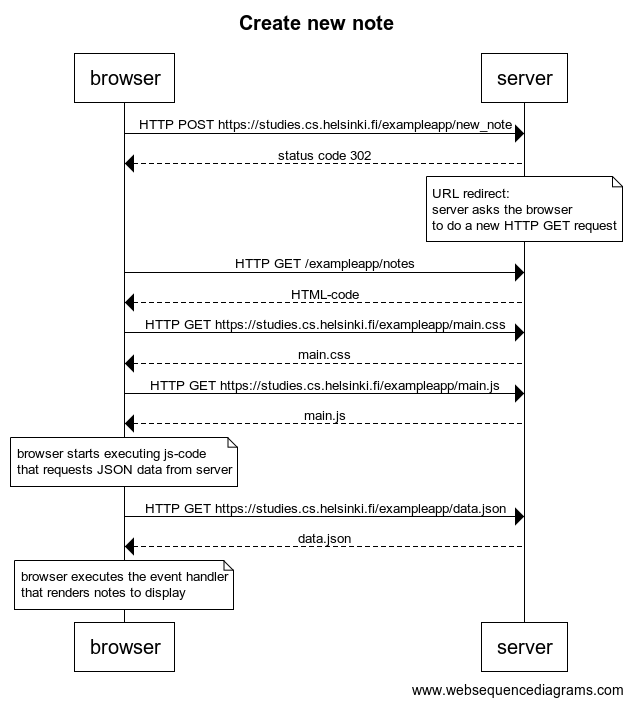 Create new note
browser
server
HTTP POST https://studies.cs.helsinki.fi/exampleapp/new_note
status code 302
URL redirect:
server asks the browser
to do a new HTTP GET request
HTTP GET /exampleapp/notes
HTML-code
HTTP GET https://studies.cs.helsinki.fi/exampleapp/main.css
main.css
HTTP GET https://studies.cs.helsinki.fi/exampleapp/main.js
main.js
browser starts executing js-code
that requests JSON data from server
HTTP GET https://studies.cs.helsinki.fi/exampleapp/data.json
data.json
browser executes the event handler
that renders notes to display
browser
server
www.websequencediagrams.com